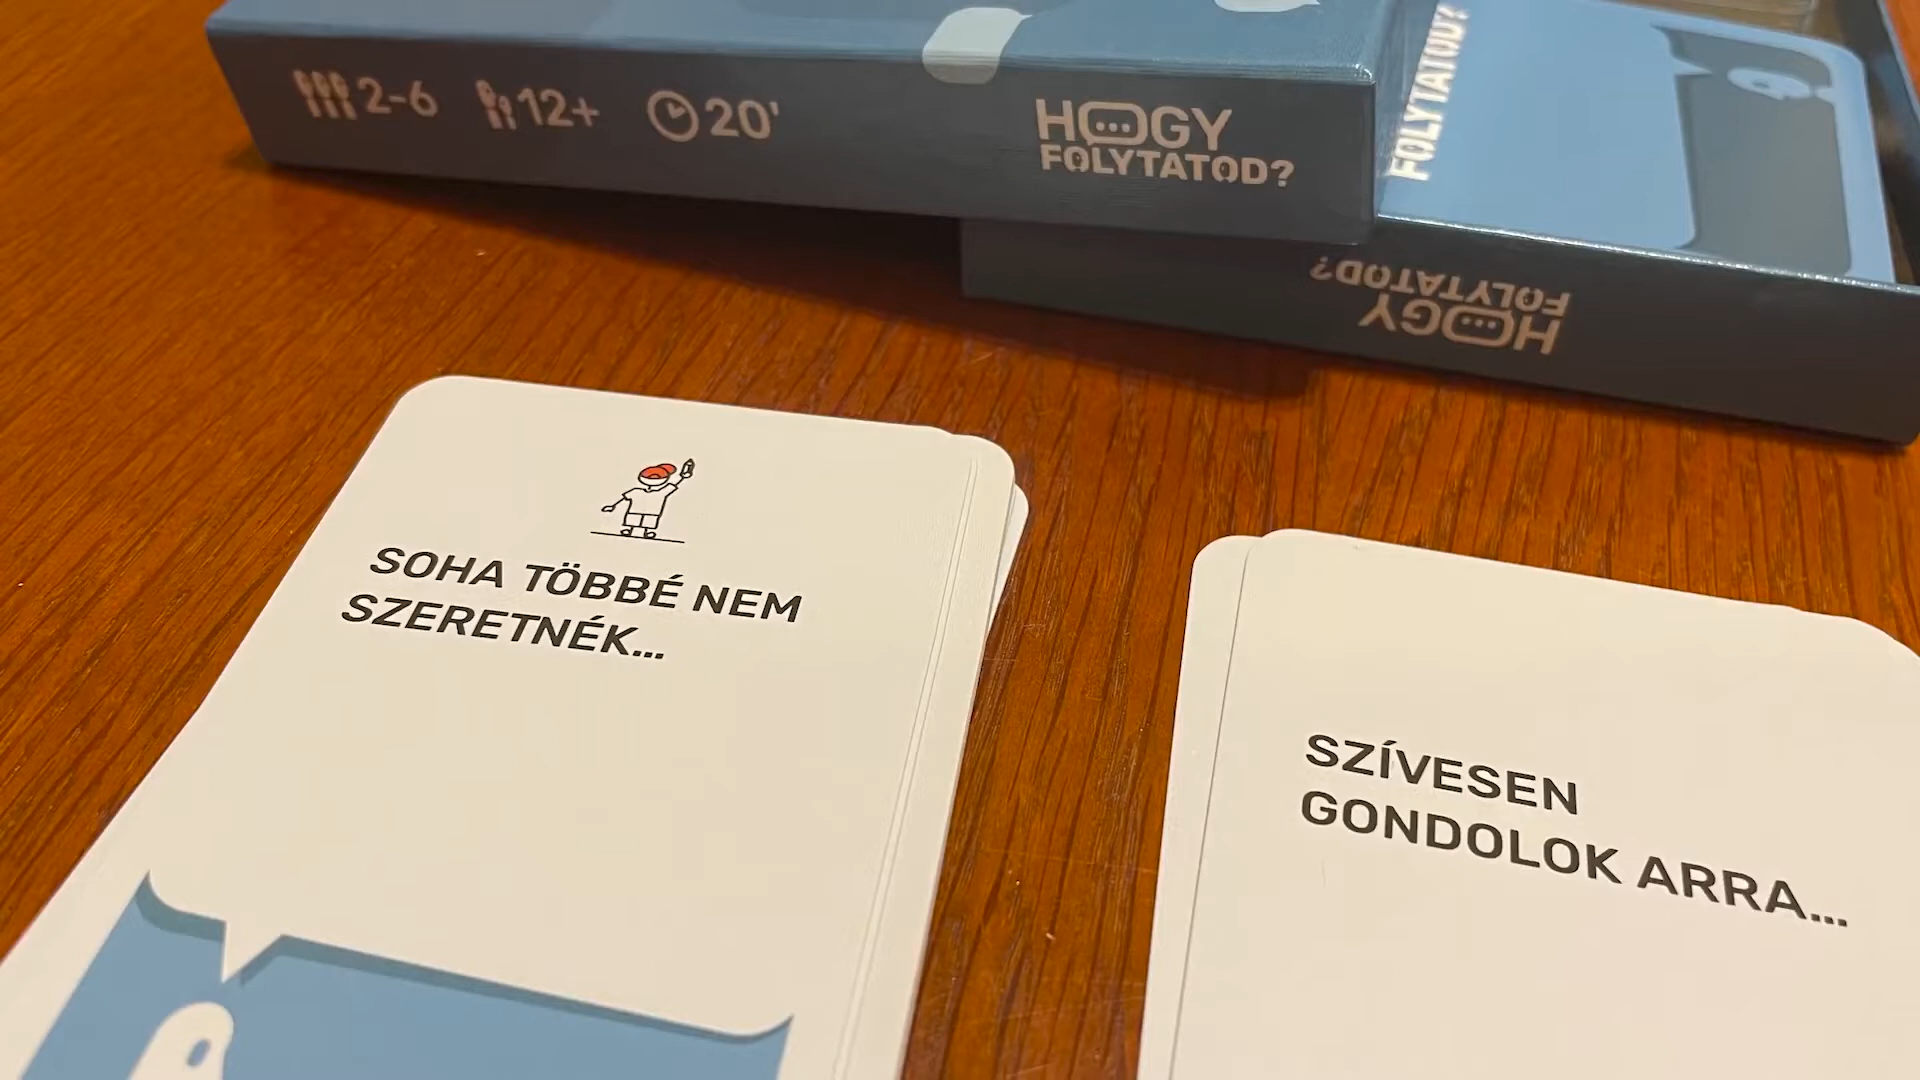 2-6 12+ 20'
HOGY
FOLYTATOD?
FOLYTATOD?
HOGY
FOLYTATOD?
SOHA TÖBBÉ NEM
SZERETNÉK...
SZÍVESEN
GONDOLOK ARRA...